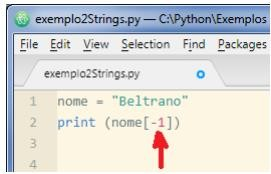 exemplo2Strings.py — C:\Python\Exemplos
File Edit View Selection Find Packages
exemplo2Strings.py
1 nome = "Beltrano"
2 print (nome[-1])
3
4